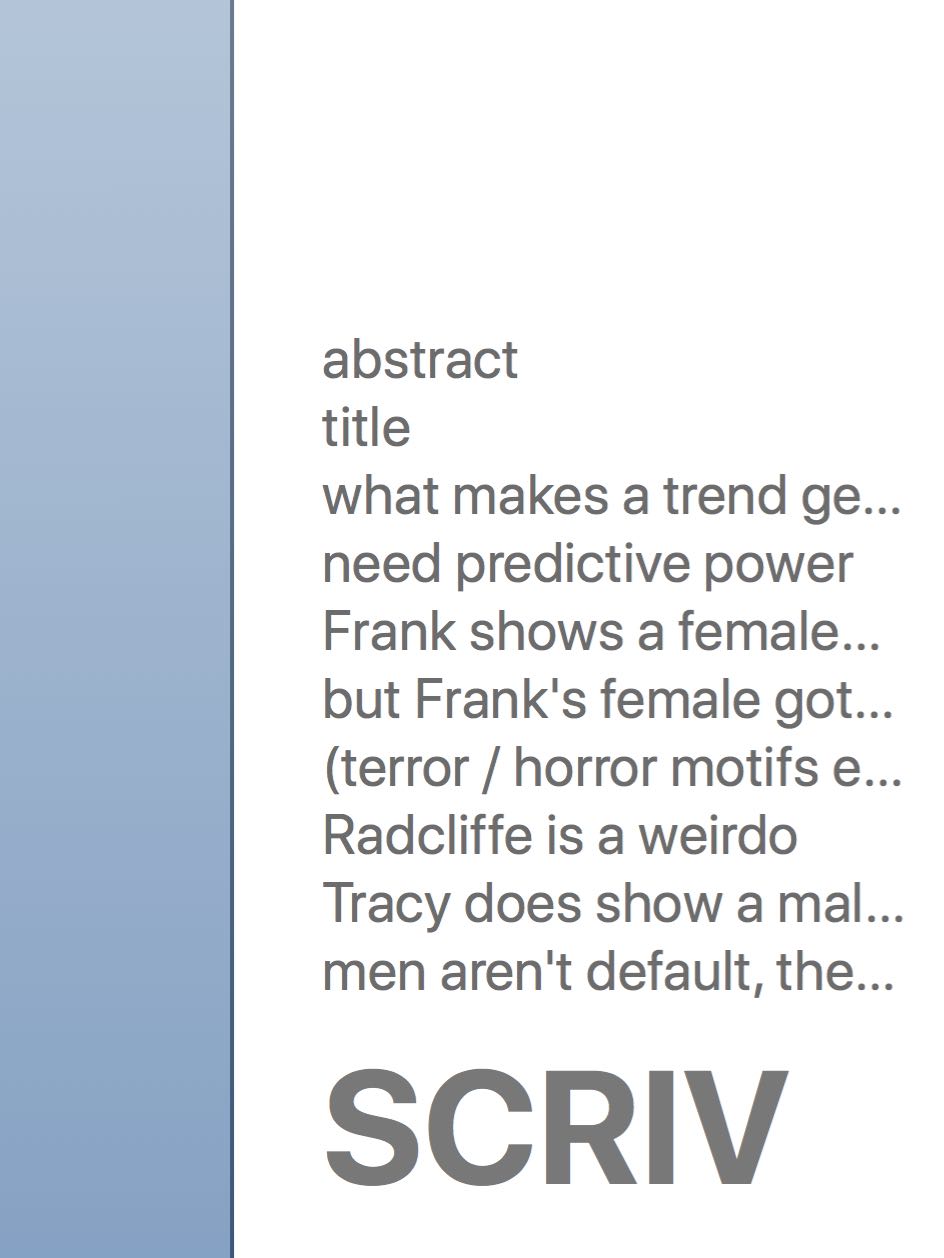 abstract
title
what makes a trend ge...
need predictive power
Frank shows a female...
but Frank's female got...
(terror / horror motifs e...
Radcliffe is a weirdo
Tracy does show a mal...
men aren't default, the...
SCRIV